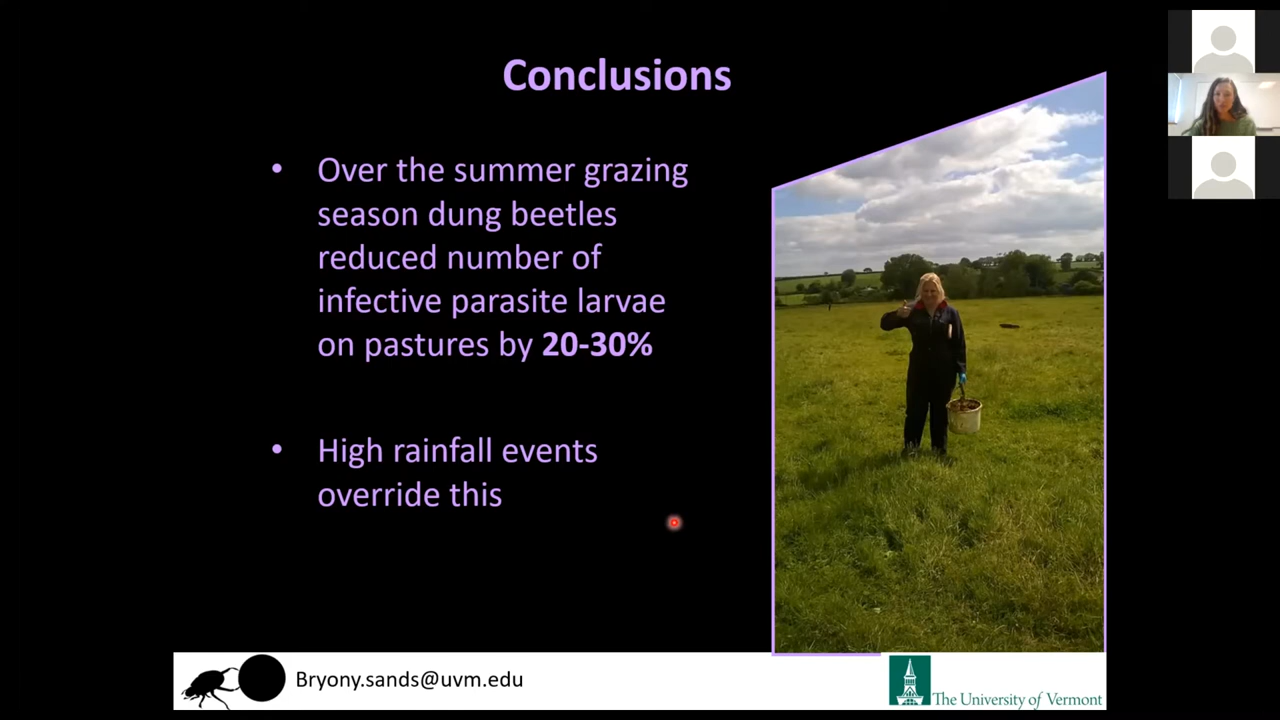 Conclusions
• Over the summer grazing
season dung beetles
reduced number of
infective parasite larvae
on pastures by 20-30%
• High rainfall events
override this
Bryony.sands@uvm.edu
The University of Vermont